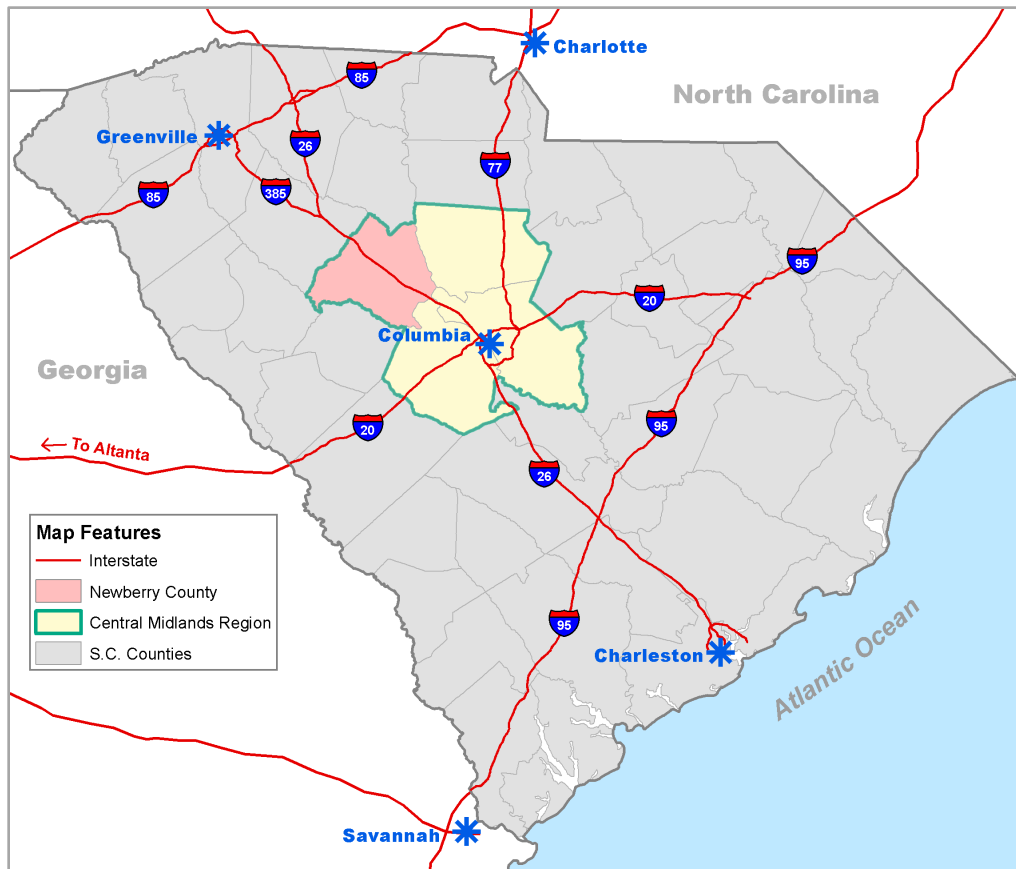 Charlotte
North Carolina
85
Greenville
26
77
85
385
95
20
Columbia
Georgia
20
95
To Altanta
26
Map Features
Interstate
Newberry County
Central Midlands Region
S.C. Counties
95
Charleston
Atlantic Ocean
Savannah